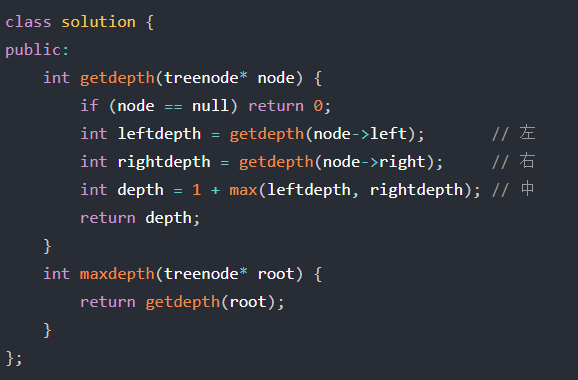 class solution {
public:
    int getdepth(treenode* node) {
        if (node == null) return 0;
        int leftdepth = getdepth(node->left);       // 左
        int rightdepth = getdepth(node->right);     // 右
        int depth = 1 + max(leftdepth, rightdepth); // 中
        return depth;
    }
    int maxdepth(treenode* root) {
        return getdepth(root);
    }
};